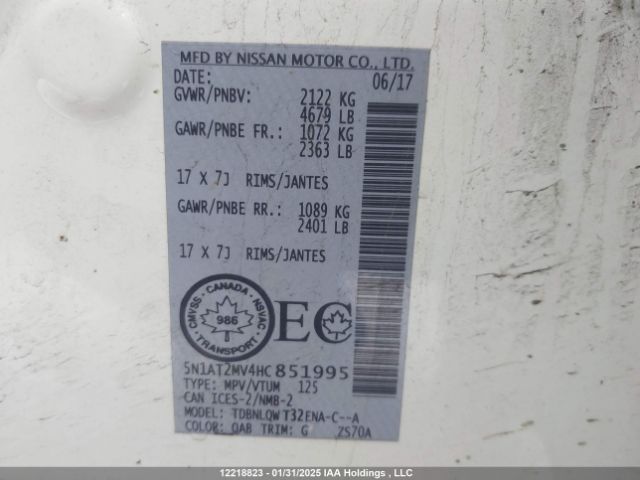 MFD BY NISSAN MOTOR CO., LTD.
DATE: 06/17
GVWR/PNBV: 2122 KG
4679 LB
GAWR/PNBE FR.: 1072 KG
2363 LB
17 X 7J RIMS/JANTES
GAWR/PNBE RR.: 1089 KG
2401 LB
17 X 7J RIMS/JANTES
CMVSS · CANADA · NSVAC
986
TRANSPORT
EC
5N1AT2MV4HC851995
TYPE: MPV/VTUM 125
CAN ICES-2/NMB-2
MODEL: TDBNLQWT32ENA-C--A
COLOR: QAB TRIM: G ZS70A
12218823 - 01/31/2025 IAA Holdings , LLC